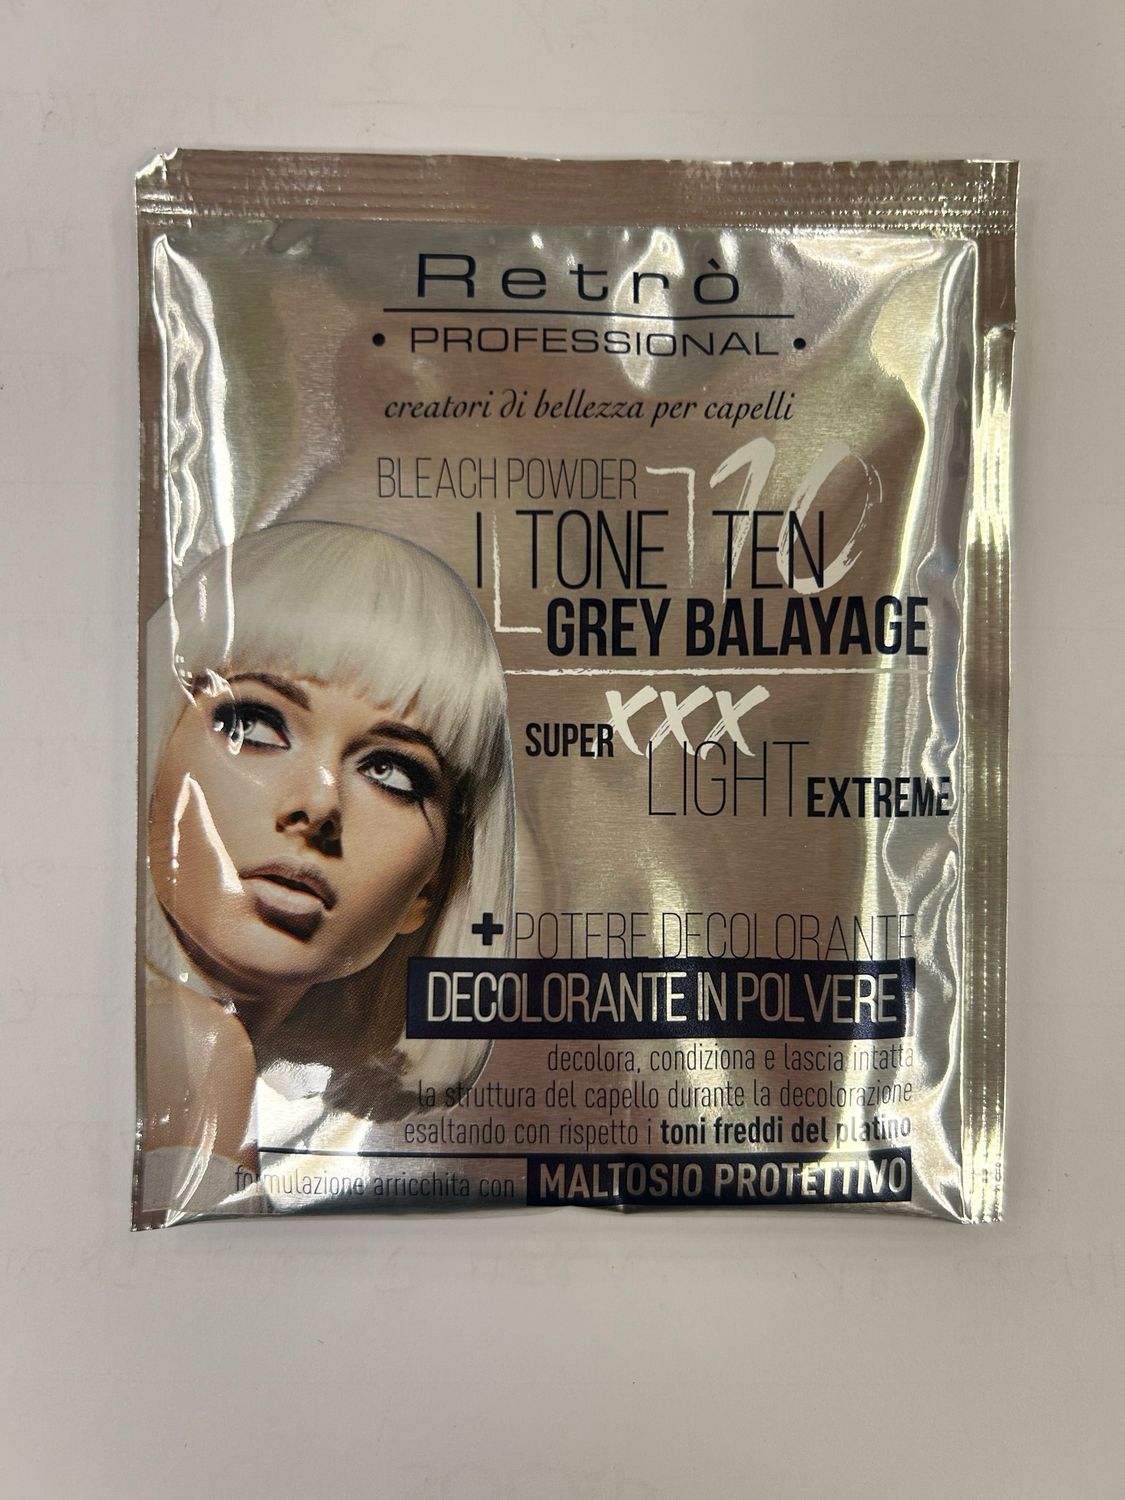 Retrò
• PROFESSIONAL •
creatori di bellezza per capelli
BLEACH POWDER
10
I TONE TEN
GREY BALAYAGE
XXX
SUPER LIGHT EXTREME
+ POTERE DECOLORANTE
DECOLORANTE IN POLVERE
decolora, condiziona e lascia intatta
la struttura del capello durante la decolorazione
esaltando con rispetto i toni freddi del platino
formulazione arricchita con MALTOSIO PROTETTIVO